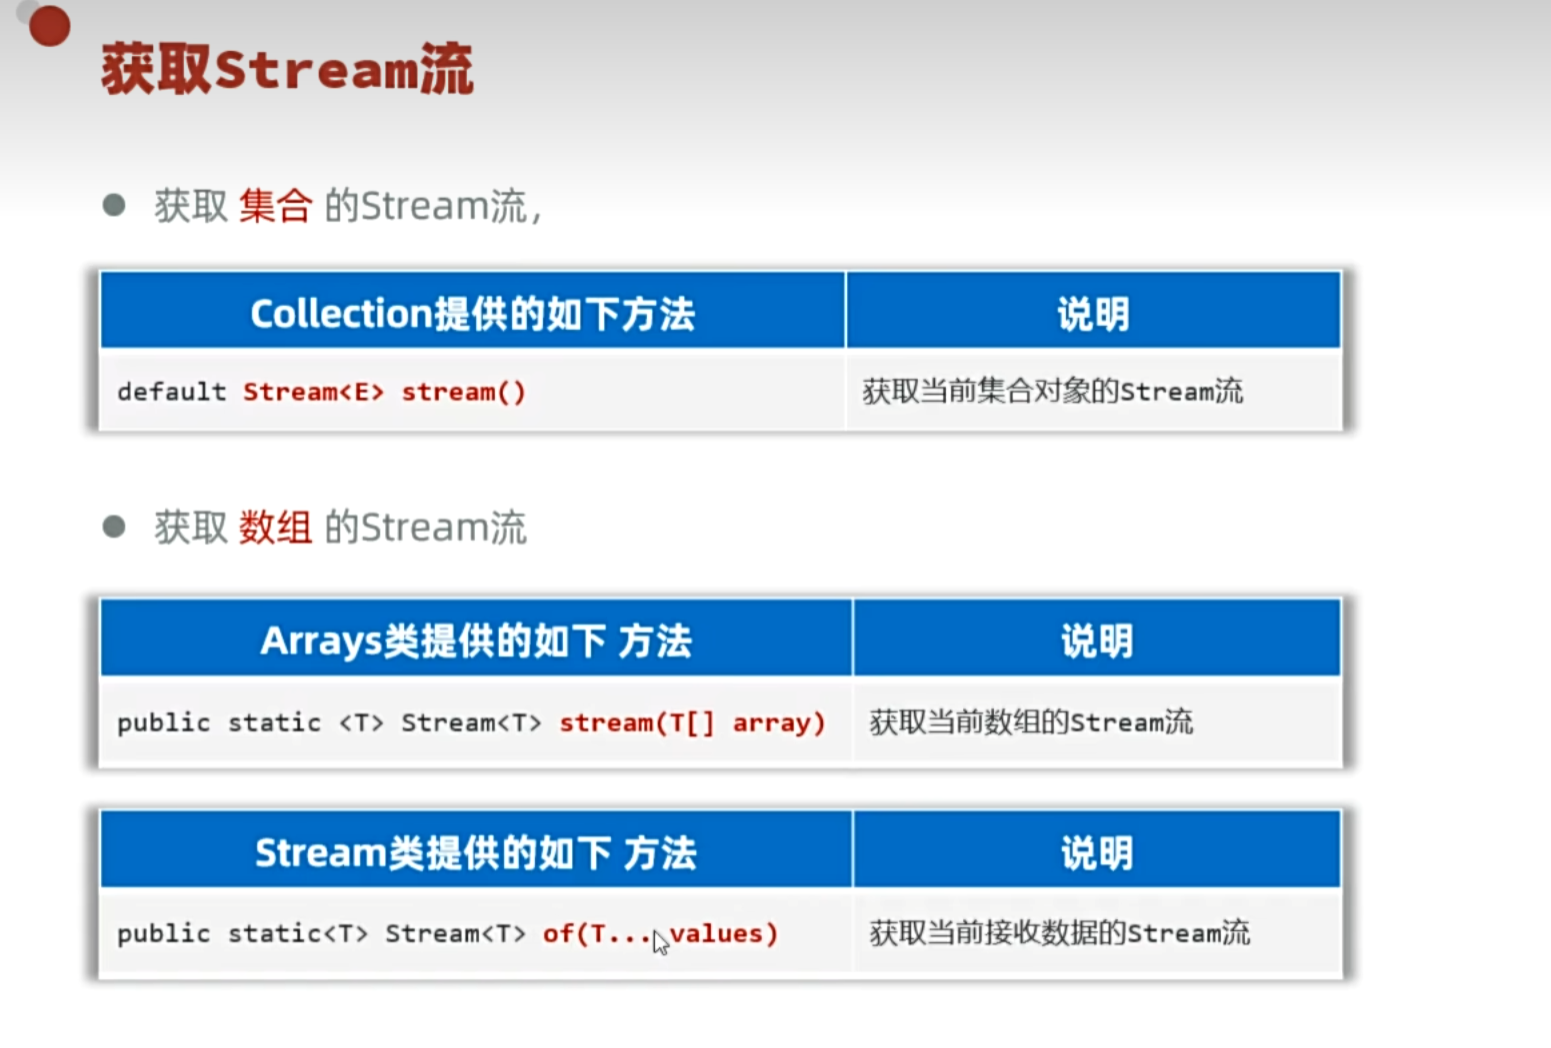 获取Stream流
获取 集合 的Stream流，
Collection提供的如下方法 说明
default Stream<E> stream() 获取当前集合对象的Stream流
获取 数组 的Stream流
Arrays类提供的如下 方法 说明
public static <T> Stream<T> stream(T[] array) 获取当前数组的Stream流
Stream类提供的如下 方法 说明
public static<T> Stream<T> of(T... values) 获取当前接收数据的Stream流